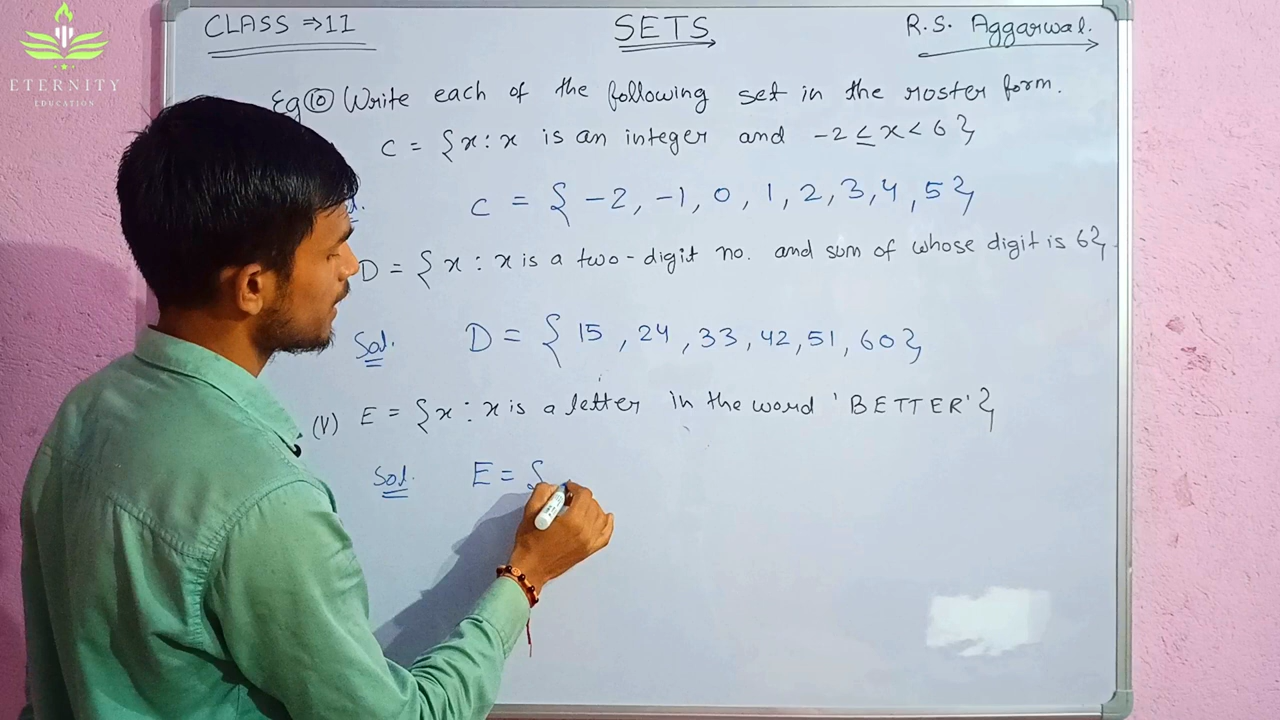 ETERNITY
EDUCATION
CLASS ⇒ 11 SETS R.S. Aggarwal.
Eg ⑩ Write each of the following set in the roster form.
C = {x : x is an integer and -2 ≤ x < 6}
C = { -2, -1, 0, 1, 2, 3, 4, 5}
D = {x : x is a two-digit no. and sum of whose digit is 6}.
Sol. D = { 15, 24, 33, 42, 51, 60}
(V) E = {x : x is a letter in the word 'BETTER'}
Sol. E = {